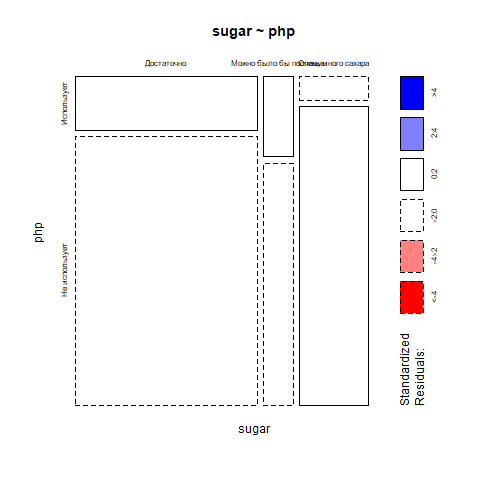 sugar ~ php
Достаточно
Можно было бы
Очень много сахара
Использует
Не использует
php
sugar
Standardized
Residuals:
<-4
-4:-2
-2:0
0:2
2:4
>4